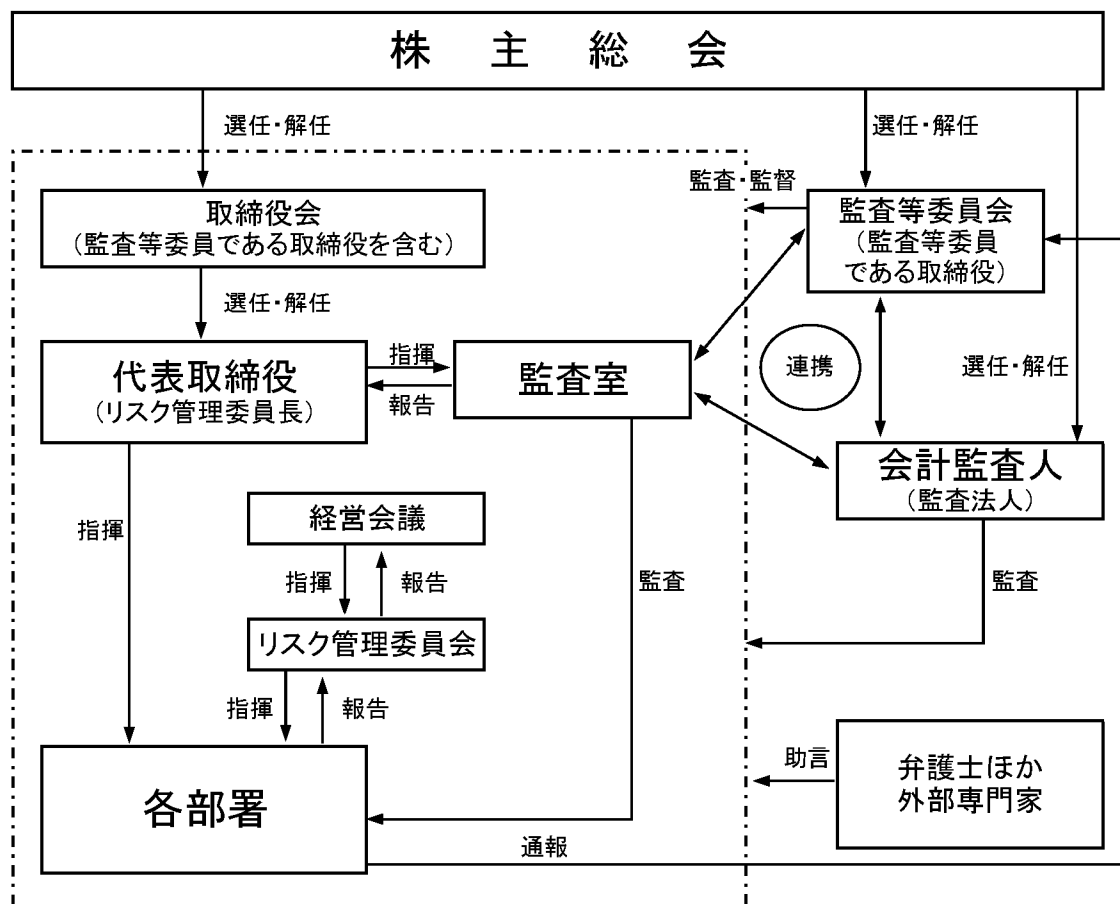 株主総会
選任・解任
選任・解任
監査・監督
取締役会
（監査等委員である取締役を含む）
監査等委員会
（監査等委員
である取締役）
選任・解任
代表取締役
（リスク管理委員長）
指揮
報告
監査室
連携
選任・解任
会計監査人
（監査法人）
指揮
経営会議
指揮
報告
監査
監査
リスク管理委員会
指揮
報告
各部署
助言
弁護士ほか
外部専門家
通報